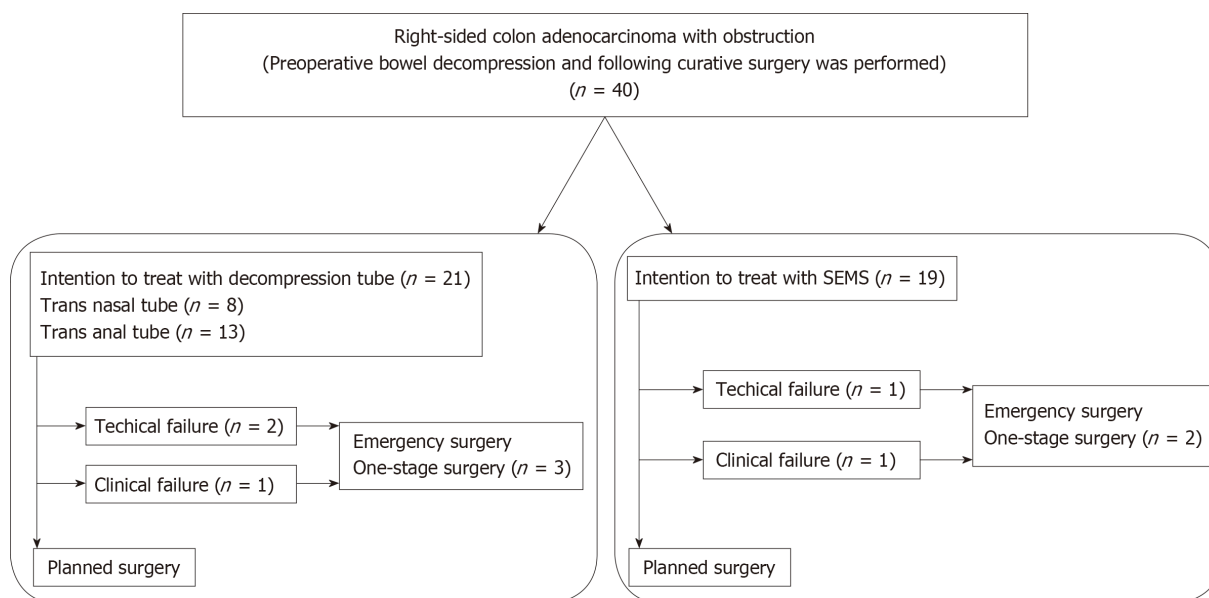 Right-sided colon adenocarcinoma with obstruction
(Preoperative bowel decompression and following curative surgery was performed)
(n = 40)
Intention to treat with decompression tube (n = 21)
Trans nasal tube (n = 8)
Trans anal tube (n = 13)
Techical failure (n = 2)
Clinical failure (n = 1)
Emergency surgery
One-stage surgery (n = 3)
Planned surgery
Intention to treat with SEMS (n = 19)
Techical failure (n = 1)
Clinical failure (n = 1)
Emergency surgery
One-stage surgery (n = 2)
Planned surgery